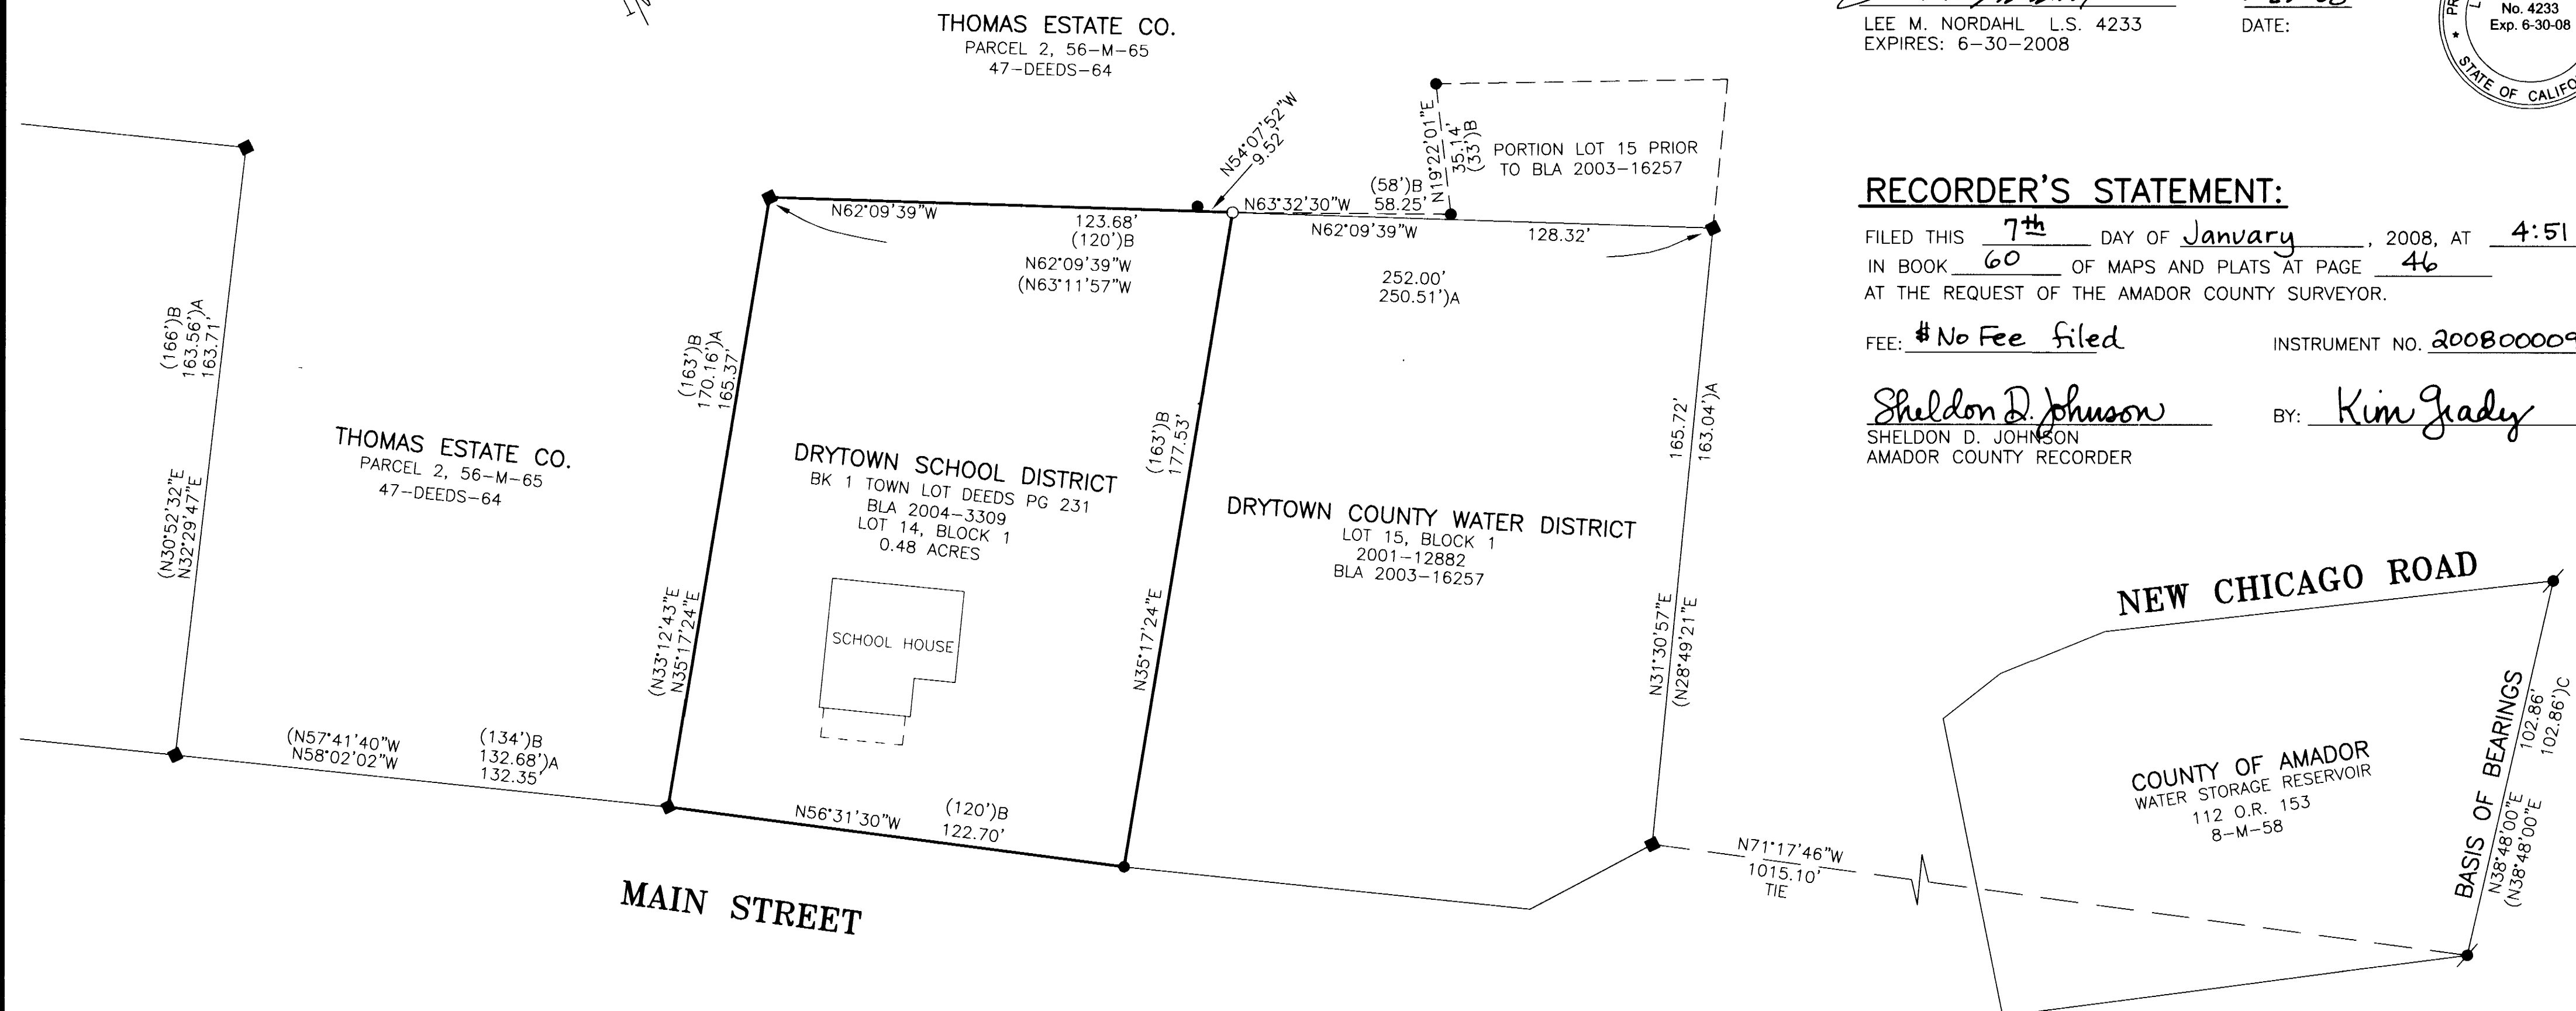 THOMAS ESTATE CO.
PARCEL 2, 56-M-65
47-DEEDS-64
LEE M. NORDAHL L.S. 4233
EXPIRES: 6-30-2008
DATE:
No. 4233
Exp. 6-30-08
STATE OF CALIFO
RECORDER'S STATEMENT:
FILED THIS 7th DAY OF January, 2008, AT 4:51
IN BOOK 60 OF MAPS AND PLATS AT PAGE 46
AT THE REQUEST OF THE AMADOR COUNTY SURVEYOR.
FEE: $ No Fee filed
INSTRUMENT NO. 200800009
Sheldon D. Johnson
BY: Kim Grady
SHELDON D. JOHNSON
AMADOR COUNTY RECORDER
N54°07'52"W
9.52'
N19°22'01"E
35.14'
(33')B
PORTION LOT 15 PRIOR
TO BLA 2003-16257
(58')B
N63°32'30"W 58.25'
N62°09'39"W 128.32'
252.00'
250.51')A
N62°09'39"W
123.68'
(120')B
N62°09'39"W
(N63°11'57"W
(166')B
163.56')A
163.71'
(N30°52'32"E
N32°29'47"E
THOMAS ESTATE CO.
PARCEL 2, 56-M-65
47-DEEDS-64
(163')B
170.16')A
165.37'
(N33°12'43"E
N35°17'24"E
DRYTOWN SCHOOL DISTRICT
BK 1 TOWN LOT DEEDS PG 231
BLA 2004-3309
LOT 14, BLOCK 1
0.48 ACRES
SCHOOL HOUSE
(163')B
177.53'
N35°17'24"E
DRYTOWN COUNTY WATER DISTRICT
LOT 15, BLOCK 1
2001-12882
BLA 2003-16257
165.72'
163.04')A
N31°30'57"E
(N28°49'21"E
(N57°41'40"W (134')B
N58°02'02"W 132.68')A
132.35'
N56°31'30"W (120')B
122.70'
MAIN STREET
N71°17'46"W
1015.10'
TIE
NEW CHICAGO ROAD
COUNTY OF AMADOR
WATER STORAGE RESERVOIR
112 O.R. 153
8-M-58
BASIS OF BEARINGS
N38°48'00"E 102.86'
(N38°48'00"E 102.86')C